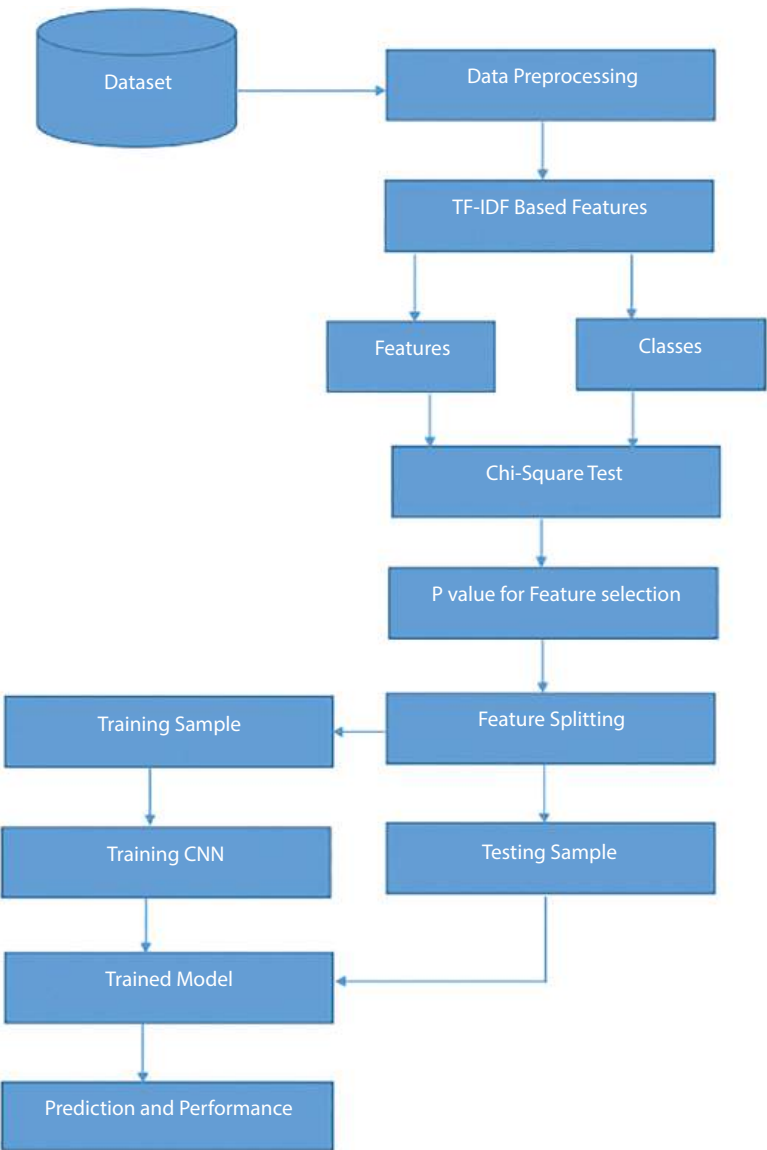 Dataset
Data Preprocessing
TF-IDF Based Features
Features
Classes
Chi-Square Test
P value for Feature selection
Training Sample
Feature Splitting
Training CNN
Testing Sample
Trained Model
Prediction and Performance